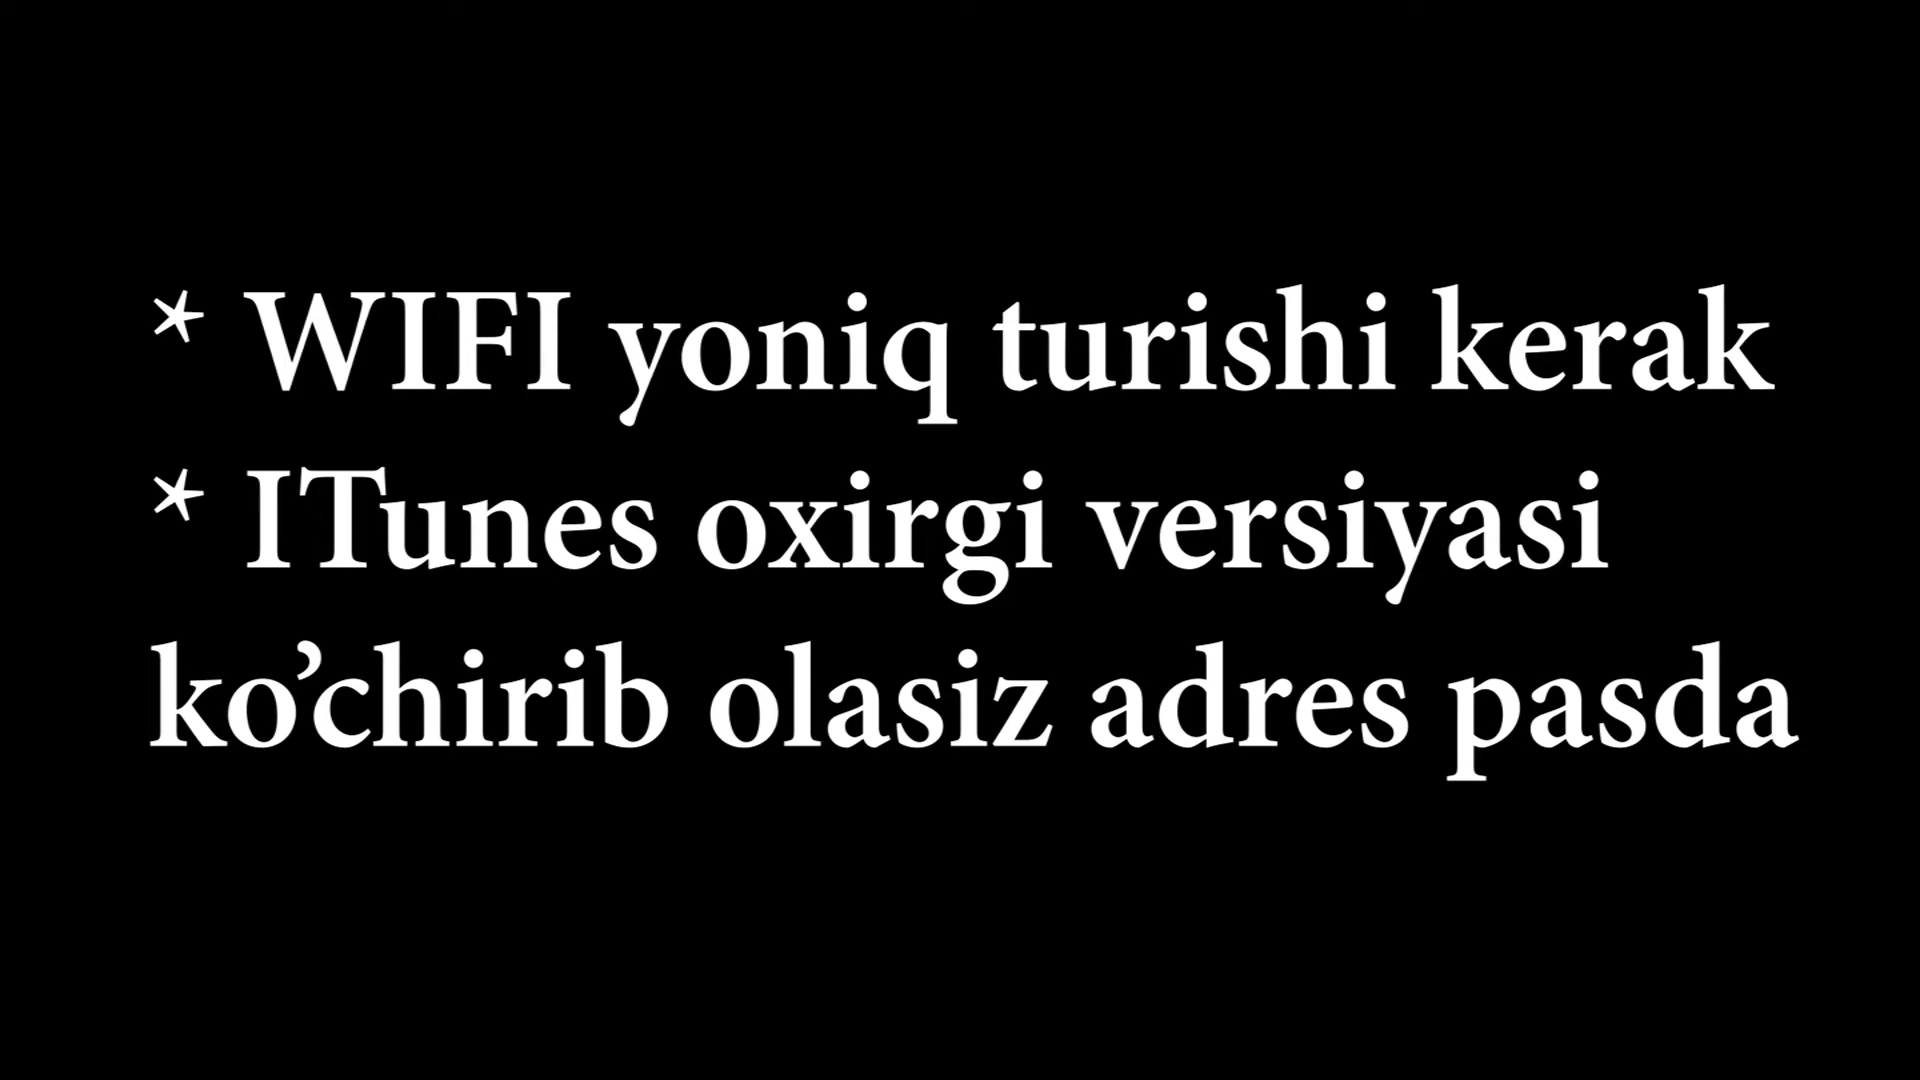 * WIFI yoniq turishi kerak
* ITunes oxirgi versiyasi
ko’chirib olasiz adres pasda